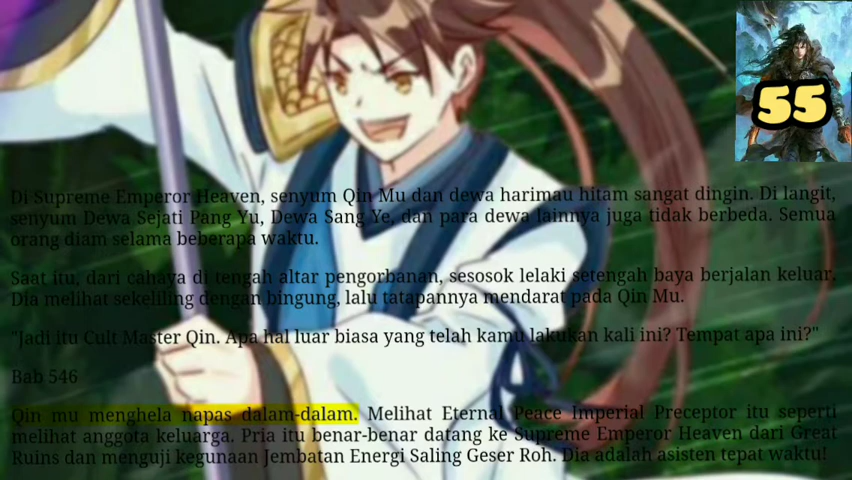 55
Di Supreme Emperor Heaven, senyum Qin Mu dan dewa harimau hitam sangat dingin. Di langit,
senyum Dewa Sejati Pang Yu, Dewa Sang Ye, dan para dewa lainnya juga tidak berbeda. Semua
orang diam selama beberapa waktu.
Saat itu, dari cahaya di tengah altar pengorbanan, sesosok lelaki setengah baya berjalan keluar.
Dia melihat sekeliling dengan bingung, lalu tatapannya mendarat pada Qin Mu.
"Jadi itu Cult Master Qin. Apa hal luar biasa yang telah kamu lakukan kali ini? Tempat apa ini?"
Bab 546
Qin mu menghela napas dalam-dalam. Melihat Eternal Peace Imperial Preceptor itu seperti
melihat anggota keluarga. Pria itu benar-benar datang ke Supreme Emperor Heaven dari Great
Ruins dan menguji kegunaan Jembatan Energi Saling Geser Roh. Dia adalah asisten tepat waktu!